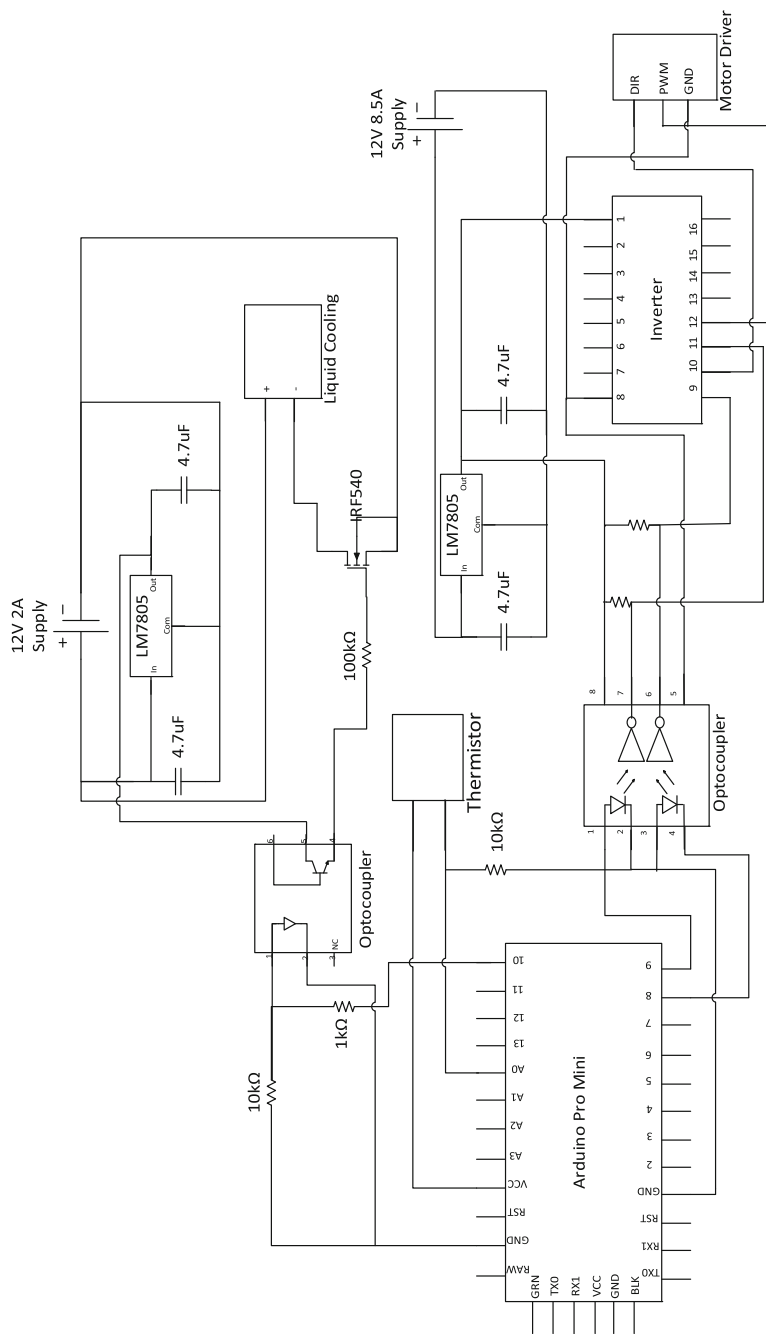 12V 2A
Supply
+
−
LM7805
In
Out
Com
4.7uF
4.7uF
Liquid Cooling
+
-
IRF540
100kΩ
Optocoupler
1
2
3
NC
4
5
6
10kΩ
1kΩ
12V 8.5A
Supply
+
−
LM7805
In
Out
Com
4.7uF
4.7uF
Motor Driver
DIR
PWM
GND
Inverter
1
2
3
4
5
6
7
8
9
10
11
12
13
14
15
16
Thermistor
10kΩ
Optocoupler
1
2
3
4
5
6
7
8
Arduino Pro Mini
RAW
GND
RST
VCC
A3
A2
A1
A0
13
12
11
10
GRN
TX0
RX1
VCC
GND
BLK
TX0
RX1
RST
GND
2
3
4
5
6
7
8
9